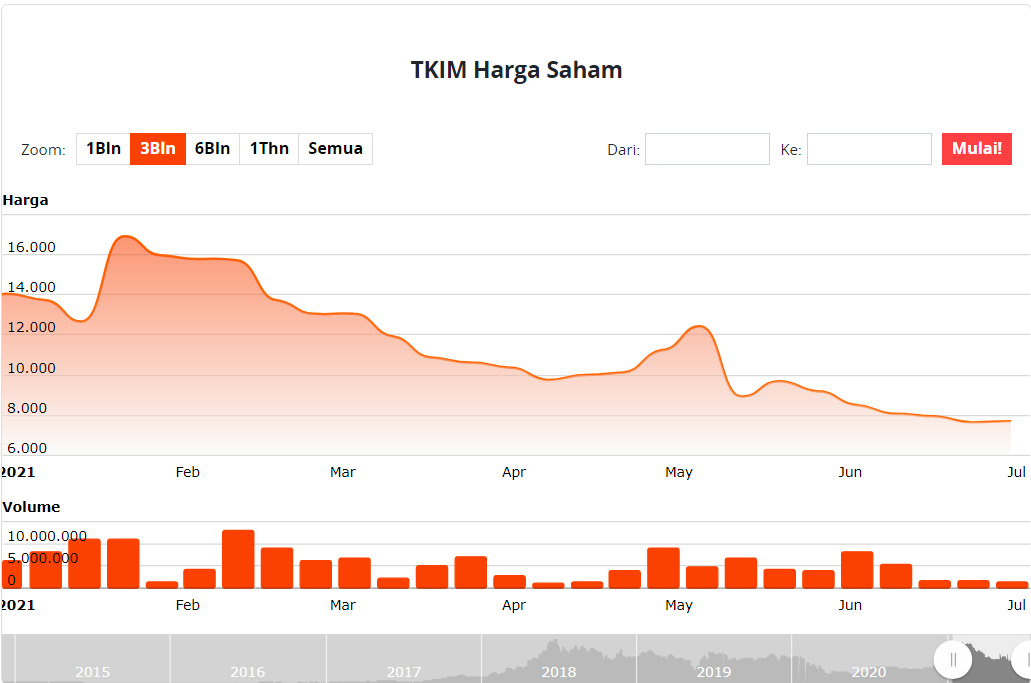 TKIM Harga Saham
Zoom: 1Bln 3Bln 6Bln 1Thn Semua Dari: Ke: Mulai!
Harga
16.000
14.000
12.000
10.000
8.000
6.000
2021 Feb Mar Apr May Jun Jul
Volume
10.000.000
5.000.000
0
2021 Feb Mar Apr May Jun Jul
2015 2016 2017 2018 2019 2020